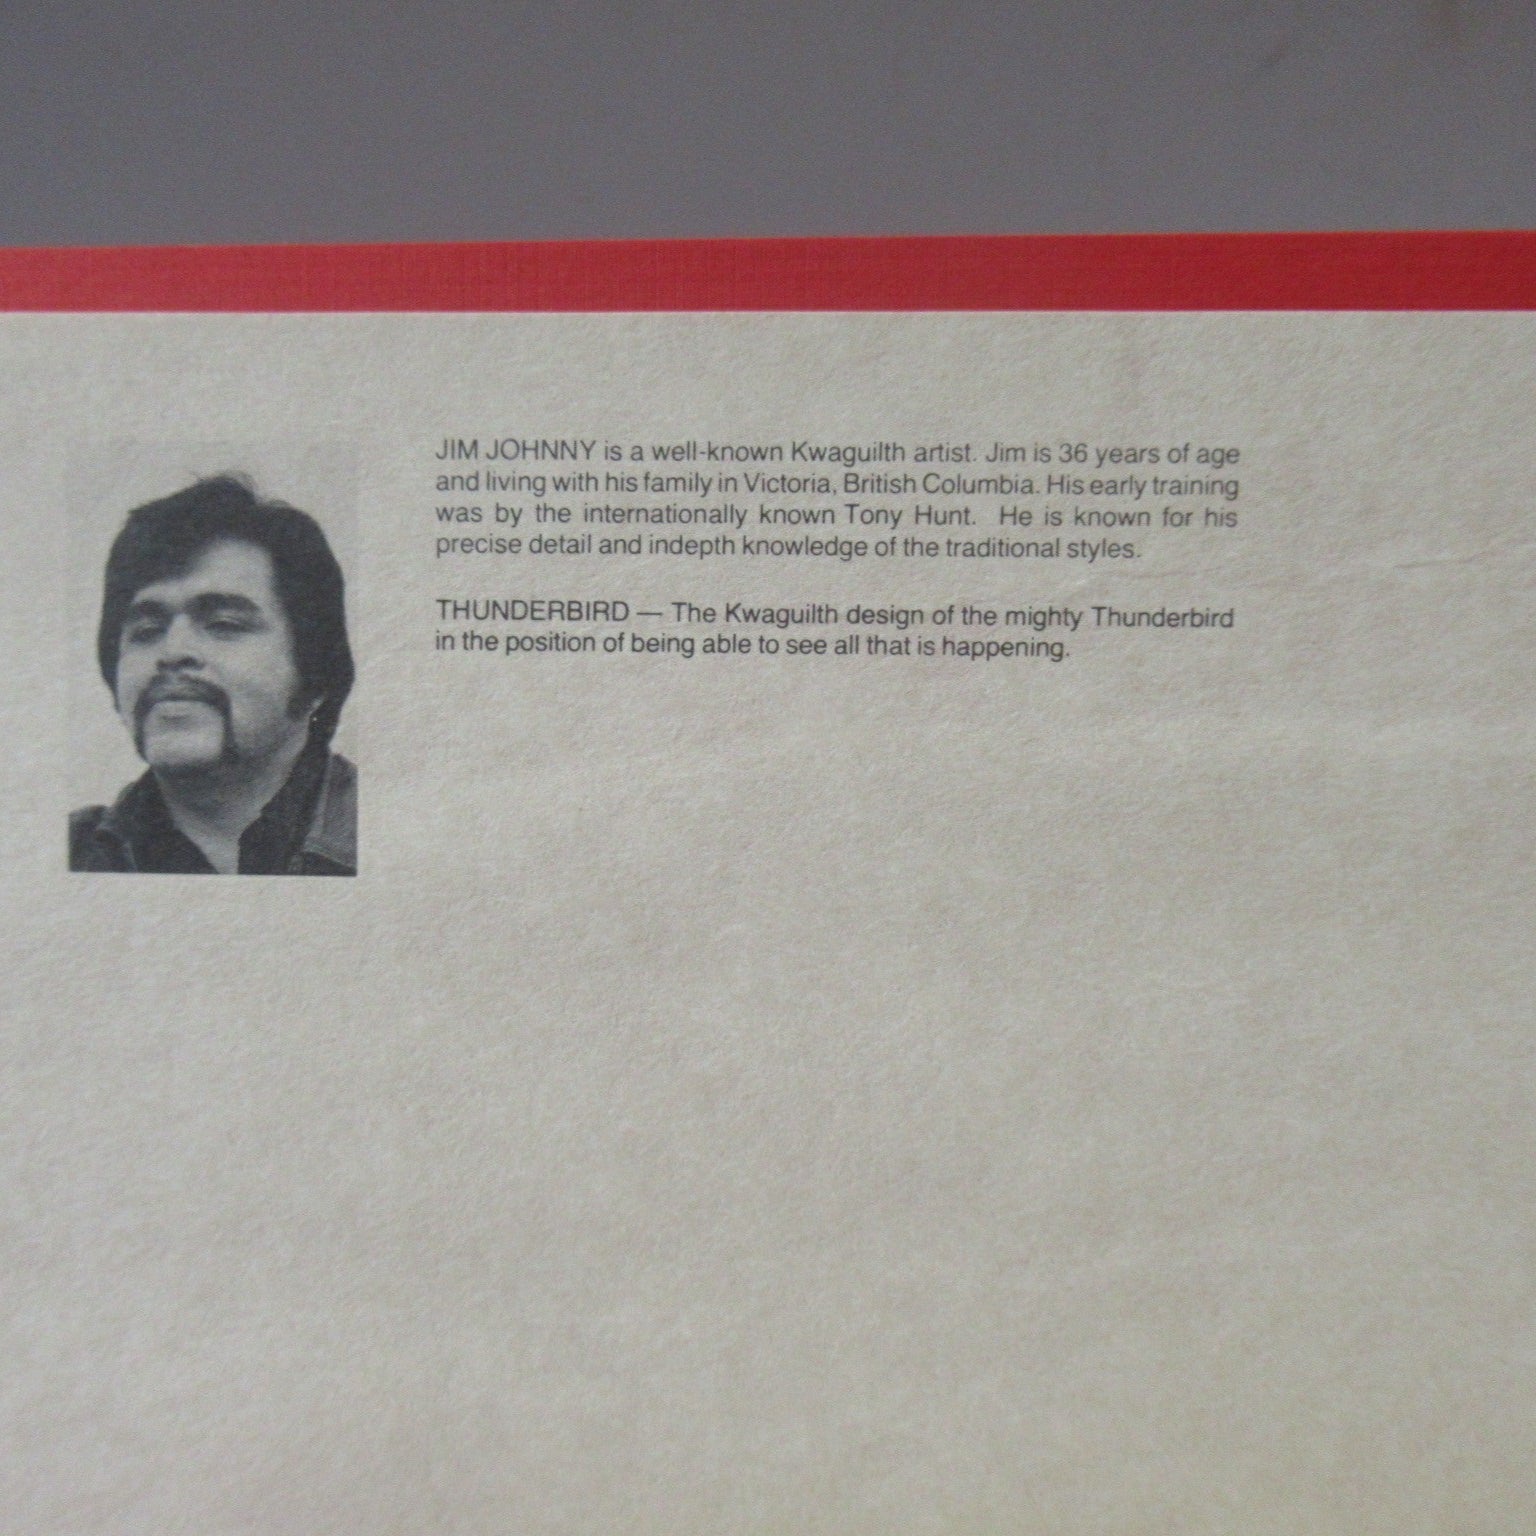 JIM JOHNNY is a well-known Kwaguilth artist. Jim is 36 years of age
and living with his family in Victoria, British Columbia. His early training
was by the internationally known Tony Hunt. He is known for his
precise detail and indepth knowledge of the traditional styles.
THUNDERBIRD — The Kwaguilth design of the mighty Thunderbird
in the position of being able to see all that is happening.